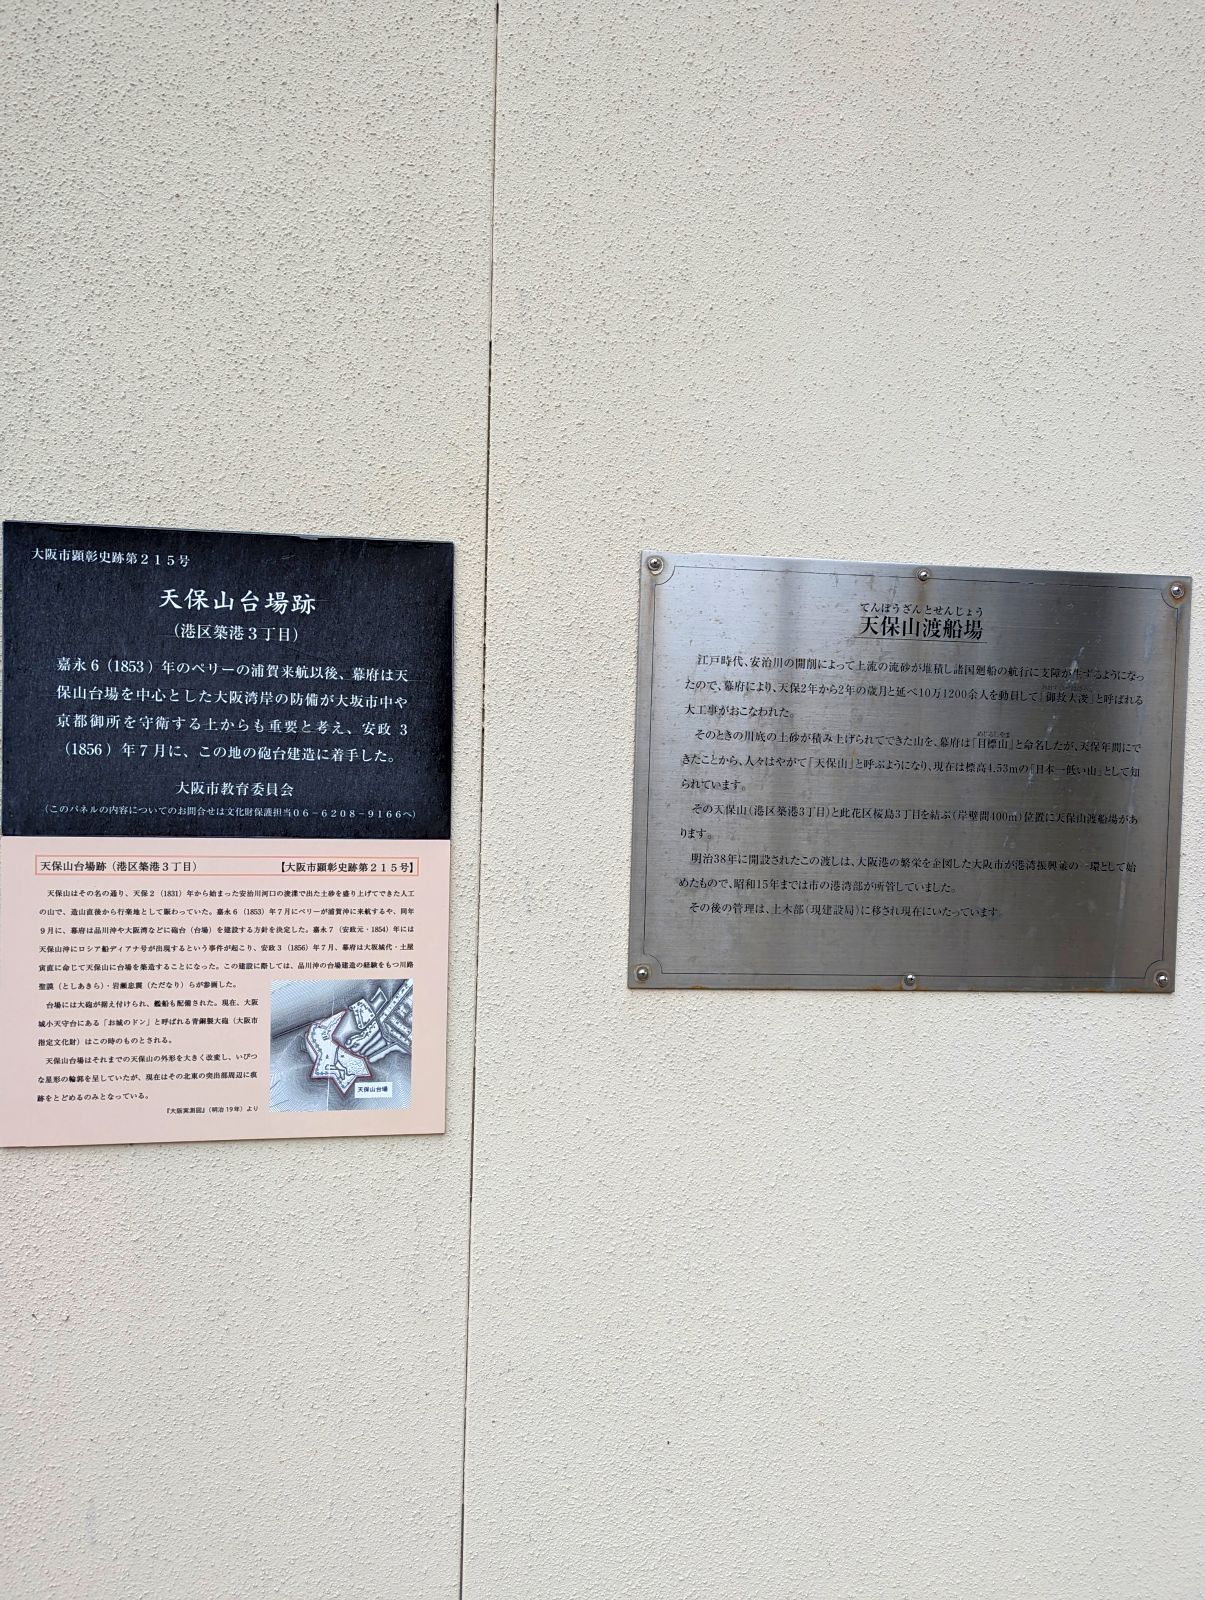 大阪市顕彰史跡第２１５号
天保山台場跡
（港区築港３丁目）
嘉永６（1853）年のペリーの浦賀来航以後、幕府は天
保山台場を中心とした大阪湾岸の防備が大坂市中や
京都御所を守衛する上からも重要と考え、安政３
（1856）年７月に、この地の砲台建造に着手した。
大阪市教育委員会
（このパネルの内容についてのお問合せは文化財保護担当０６－６２０８－９１６６へ）
天保山台場跡（港区築港３丁目）　【大阪市顕彰史跡第２１５号】
天保山はその名の通り、天保２（1831）年から始まった安治川河口の浚渫で出た土砂を盛り上げてできた人工
の山で、造山直後から行楽地として賑わっていた。嘉永６（1853）年７月にペリーが浦賀沖に来航するや、同年
９月に、幕府は品川沖や大阪湾などに砲台（台場）を建設する方針を決定した。嘉永７（安政元・1854）年には
天保山沖にロシア船ディアナ号が出現するという事件が起こり、安政３（1856）年７月、幕府は大坂城代・土屋
寅直に命じて天保山に台場を築造することになった。この建設に際しては、品川沖の台場建造の経験をもつ川路
聖謨（としあきら）・岩瀬忠震（ただなり）らが参画した。
台場には大砲が据え付けられ、艦船も配備された。現在、大阪
城小天守台にある「お城のドン」と呼ばれる青銅製大砲（大阪市
指定文化財）はこの時のものとされる。
天保山台場はそれまでの天保山の外形を大きく改変し、いびつ
な星形の輪郭を呈していたが、現在はその北東の突出部周辺に痕
跡をとどめるのみとなっている。
『大阪実測図』（明治19年）より
天保山台場
てんぽうざんとせんじょう
天保山渡船場
江戸時代、安治川の開削によって上流の流砂が堆積し諸国廻船の航行に支障が生ずるようになっ
たので、幕府により、天保2年から2年の歳月と延べ10万1200余人を動員して「御救大浚」と呼ばれる
大工事がおこなわれた。
めじるしやま
そのときの川底の土砂が積み上げられてできた山を、幕府は「目標山」と命名したが、天保年間にで
きたことから、人々はやがて「天保山」と呼ぶようになり、現在は標高4.53mの「日本一低い山」として知
られています。
その天保山（港区築港3丁目）と此花区桜島3丁目を結ぶ（岸壁間400m）位置に天保山渡船場があ
ります。
明治38年に開設されたこの渡しは、大阪港の繁栄を企図した大阪市が港湾振興策の一環として始
めたもので、昭和15年までは市の港湾部が所管していました。
その後の管理は、土木部（現建設局）に移され現在にいたっています。